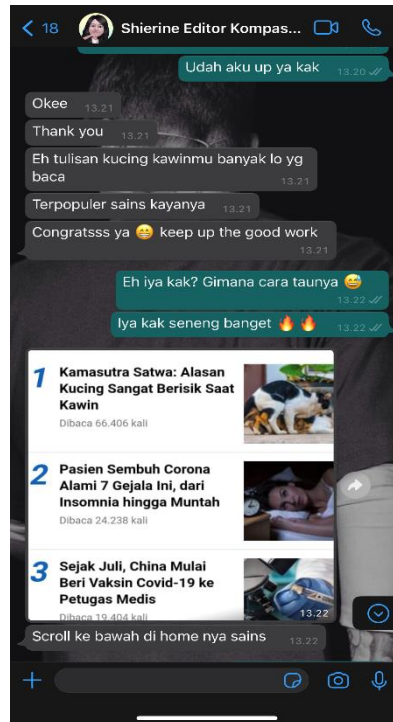 18
Shierine Editor Kompas...
Udah aku up ya kak 13.20
Okee 13.21
Thank you 13.21
Eh tulisan kucing kawinmu banyak lo yg
baca 13.21
Terpopuler sains kayanya 13.21
Congratsss ya 😁 keep up the good work
13.21
Eh iya kak? Gimana cara taunya 😅
13.22
Iya kak seneng banget 🔥 🔥 13.22
1 Kamasutra Satwa: Alasan
Kucing Sangat Berisik Saat
Kawin
Dibaca 66.406 kali
2 Pasien Sembuh Corona
Alami 7 Gejala Ini, dari
Insomnia hingga Muntah
Dibaca 24.238 kali
3 Sejak Juli, China Mulai
Beri Vaksin Covid-19 ke
Petugas Medis
Dibaca 19.404 kali
13.22
Scroll ke bawah di home nya sains 13.22